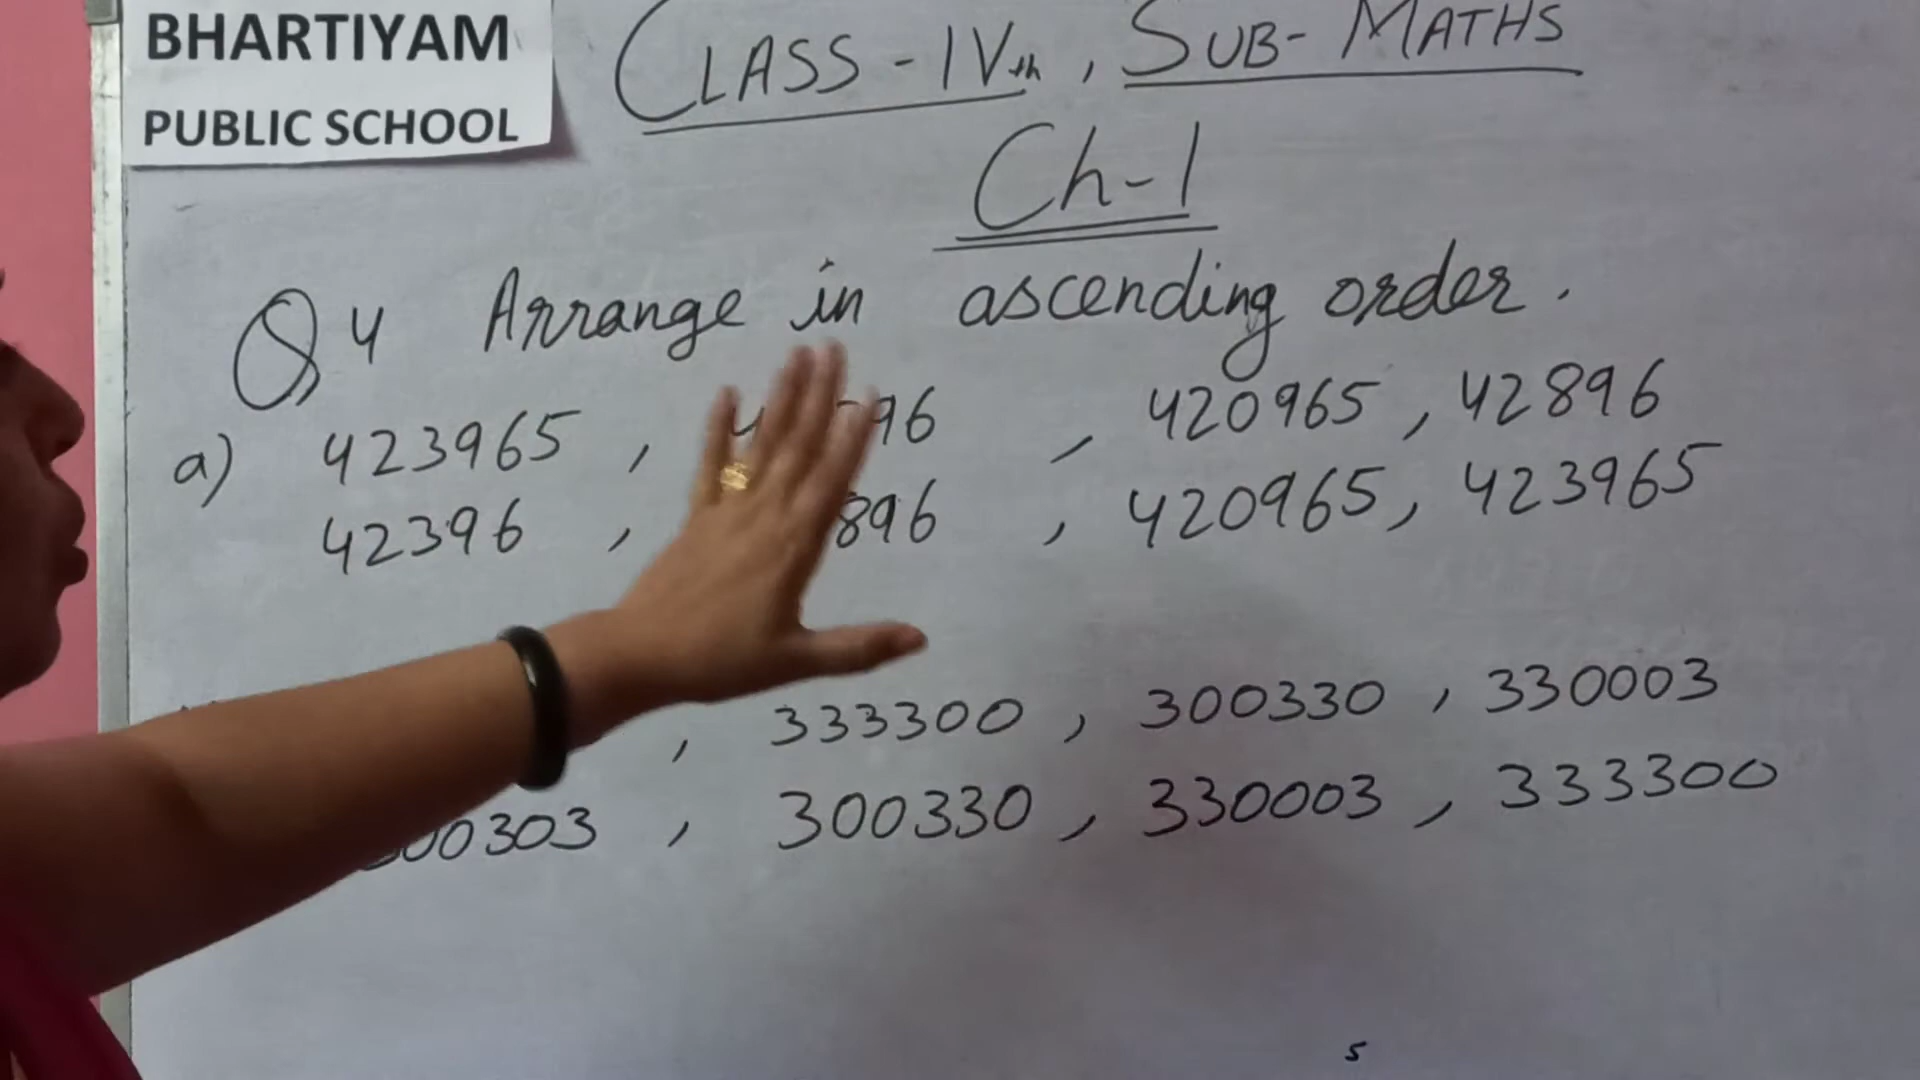 BHARTIYAM
PUBLIC SCHOOL
CLASS-IVth, SUB-MATHS
Ch-1
Q4 Arrange in ascending order.
a) 423965, , 420965, 42896
42396, , 420965, 423965
, 333300, 300330, 330003
, 300330, 330003, 333300
5